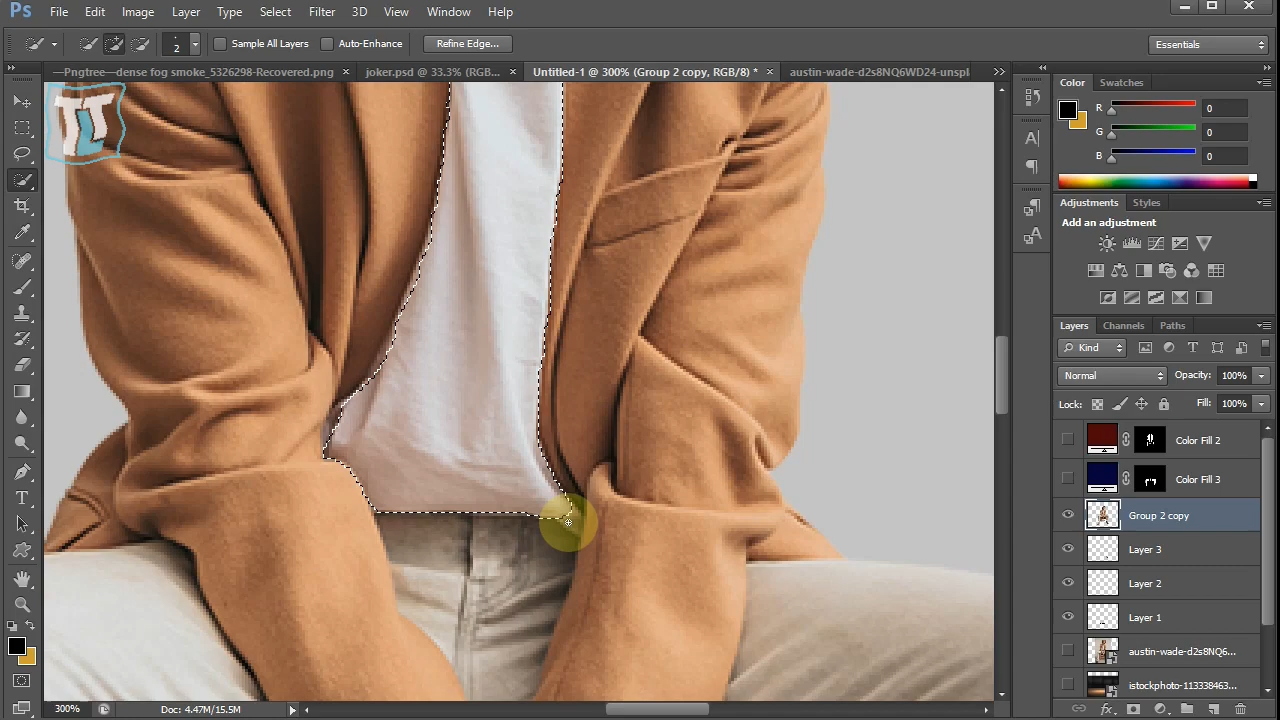 Ps File Edit Image Layer Type Select Filter 3D View Window Help
2 Sample All Layers Auto-Enhance Refine Edge... Essentials
—Pngtree—dense fog smoke_5326298-Recovered.png × joker.psd @ 33.3% (RGB... × Untitled-1 @ 300% (Group 2 copy, RGB/8) * × austin-wade-d2s8NQ6WD24-unspl
TLT
Color Swatches
R 0
G 0
B 0
Adjustments Styles
Add an adjustment
Layers Channels Paths
Kind
Normal Opacity: 100%
Lock: Fill: 100%
Color Fill 2
Color Fill 3
Group 2 copy
Layer 3
Layer 2
Layer 1
austin-wade-d2s8NQ6...
istockphoto-113338463...
300% Doc: 4.47M/15.5M